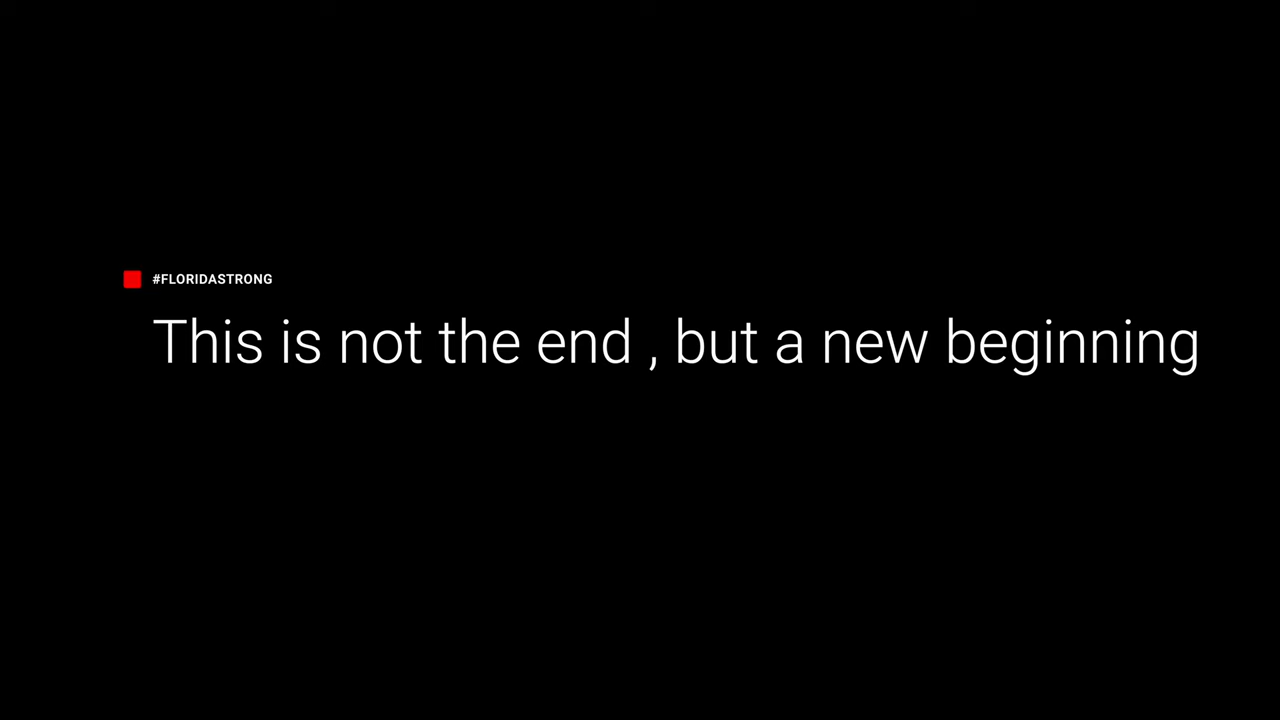 #FLORIDASTRONG
This is not the end , but a new beginning